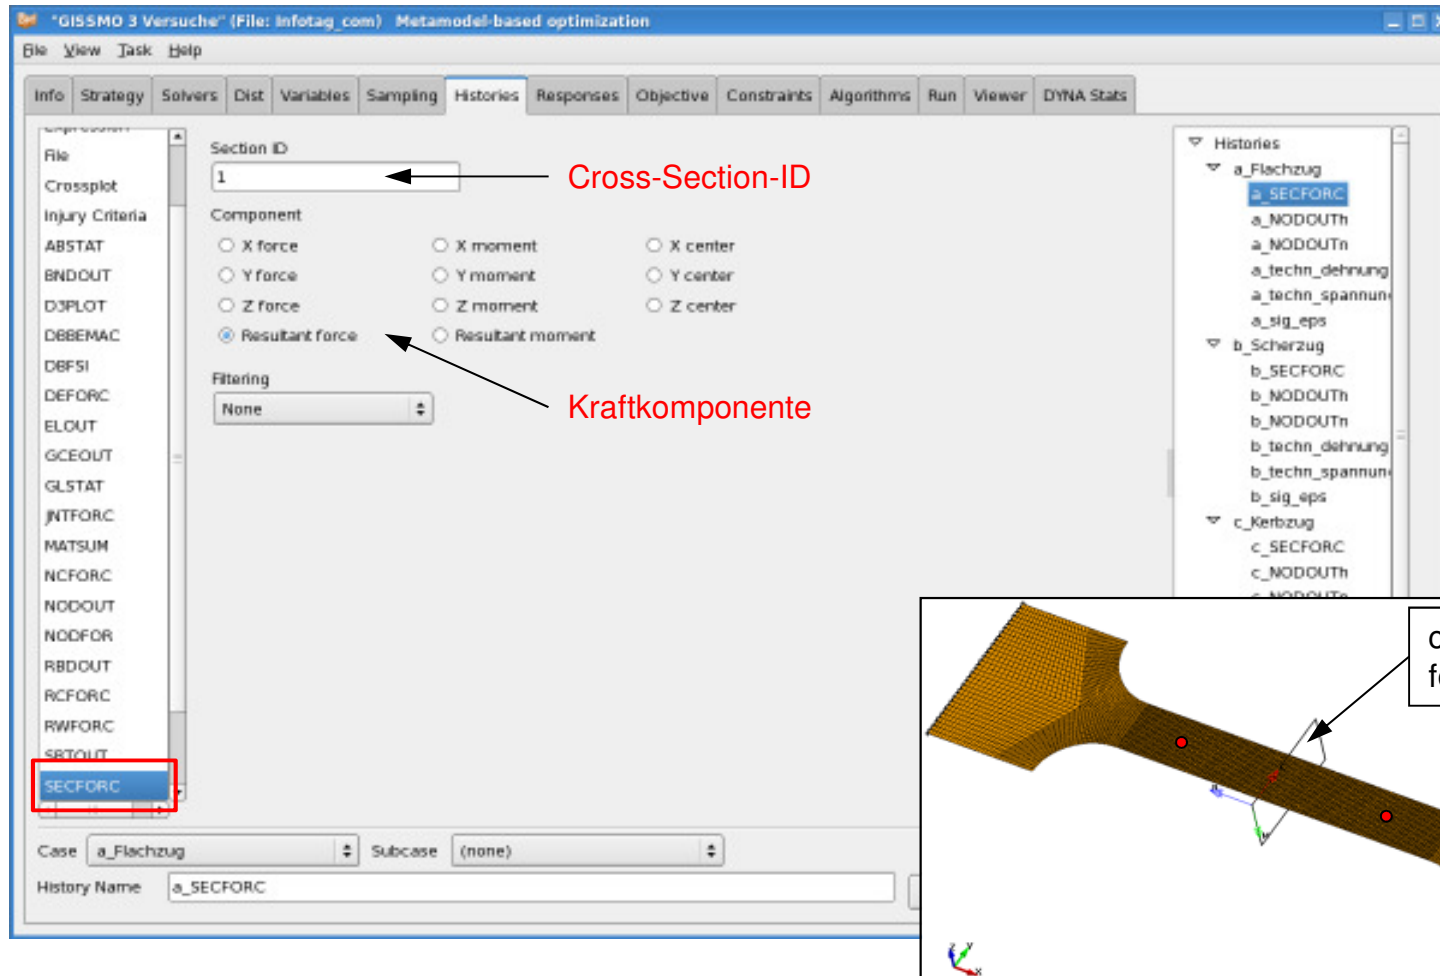 "GISSMO 3 Versuche" (File: Infotag_com) Metamodel-based optimization
File View Task Help
Info Strategy Solvers Dist Variables Sampling Histories Responses Objective Constraints Algorithms Run Viewer DYNA Stats
Expression
File
Crossplot
Injury Criteria
ABSTAT
BNDOUT
D3PLOT
DBBEMAC
DBFSI
DEFORC
ELOUT
GCEOUT
GLSTAT
JNTFORC
MATSUM
NCFORC
NODOUT
NODFOR
RBDOUT
RCFORC
RWFORC
SBTOUT
SECFORC
Section ID
1
Cross-Section-ID
Component
X force X moment X center
Y force Y moment Y center
Z force Z moment Z center
Resultant force Resultant moment
Filtering
None
Kraftkomponente
Histories
a_Flachzug
a_SECFORC
a_NODOUTh
a_NODOUTn
a_techn_dehnung
a_techn_spannun
a_sig_eps
b_Scherzug
b_SECFORC
b_NODOUTh
b_NODOUTn
b_techn_dehnung
b_techn_spannun
b_sig_eps
c_Kerbzug
c_SECFORC
c_NODOUTh
c_NODOUTn
Case a_Flachzug Subcase (none)
History Name a_SECFORC
z y
x